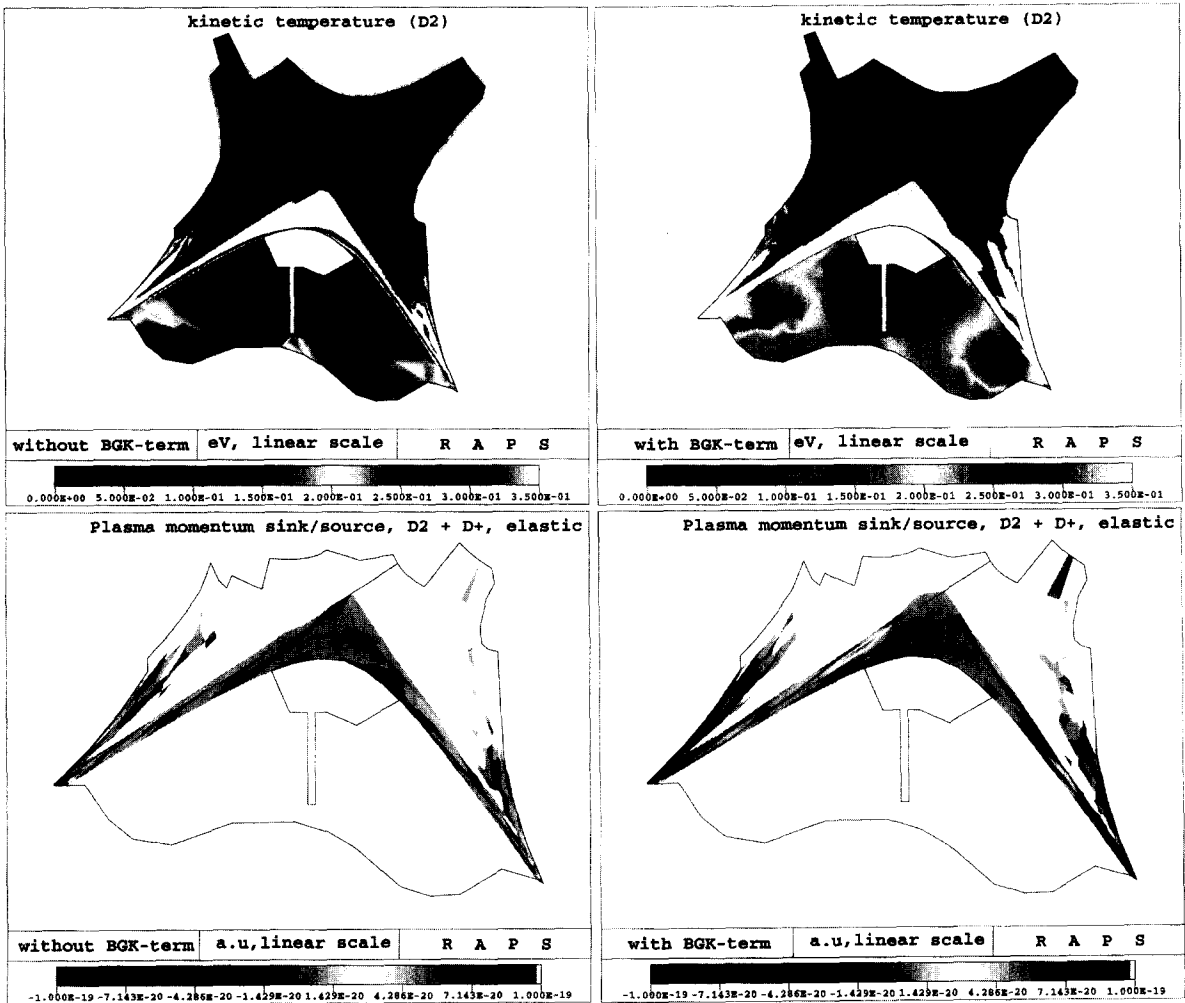 kinetic temperature (D2)
without BGK-term eV, linear scale R A P S
0.000E+00 5.000E-02 1.000E-01 1.500E-01 2.000E-01 2.500E-01 3.000E-01 3.500E-01
kinetic temperature (D2)
with BGK-term eV, linear scale R A P S
0.000E+00 5.000E-02 1.000E-01 1.500E-01 2.000E-01 2.500E-01 3.000E-01 3.500E-01
Plasma momentum sink/source, D2 + D+, elastic
without BGK-term a.u,linear scale R A P S
-1.000E-19 -7.143E-20 -4.286E-20 -1.429E-20 1.429E-20 4.286E-20 7.143E-20 1.000E-19
Plasma momentum sink/source, D2 + D+, elastic
with BGK-term a.u,linear scale R A P S
-1.000E-19 -7.143E-20 -4.286E-20 -1.429E-20 1.429E-20 4.286E-20 7.143E-20 1.000E-19